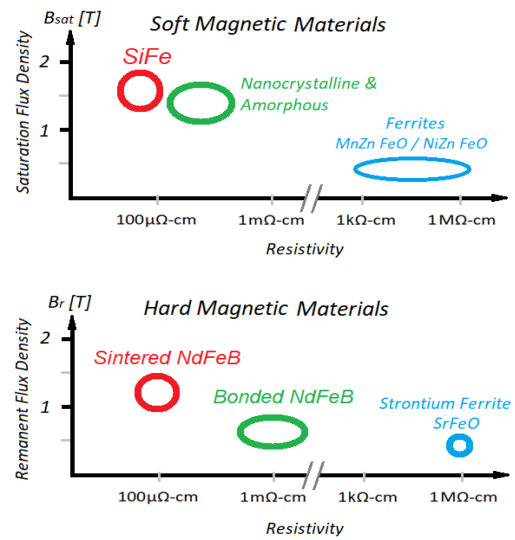 Bsat [T]
Soft Magnetic Materials
SiFe
2
Nanocrystalline &
Amorphous
Saturation Flux Density
1
Ferrites
MnZn FeO / NiZn FeO
100µΩ-cm
1mΩ-cm
1kΩ-cm
1MΩ-cm
Resistivity
Br [T]
Hard Magnetic Materials
2
Sintered NdFeB
Remanent Flux Density
1
Bonded NdFeB
Strontium Ferrite
SrFeO
100µΩ-cm
1mΩ-cm
1kΩ-cm
1MΩ-cm
Resistivity